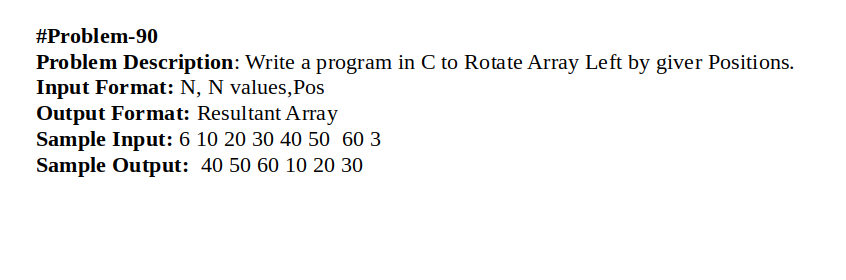 #Problem-90
Problem Description: Write a program in C to Rotate Array Left by giver Positions.
Input Format: N, N values,Pos
Output Format: Resultant Array
Sample Input: 6 10 20 30 40 50  60 3
Sample Output:  40 50 60 10 20 30